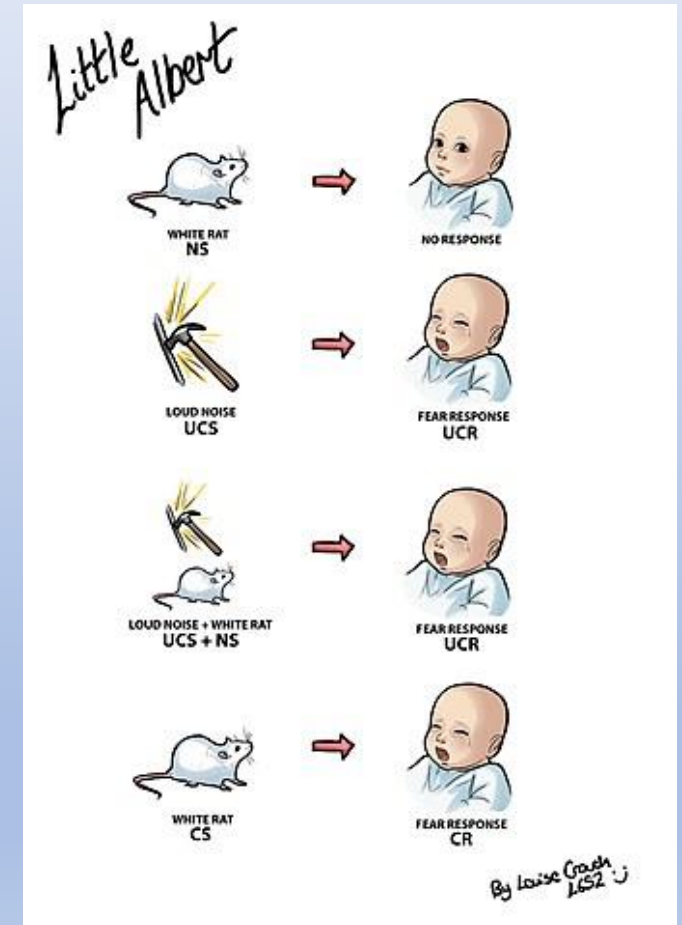 Little
Albert
WHITE RAT
NS
NO RESPONSE
LOUD NOISE
UCS
FEAR RESPONSE
UCR
LOUD NOISE + WHITE RAT
UCS + NS
FEAR RESPONSE
UCR
WHITE RAT
CS
FEAR RESPONSE
CR
By Louise